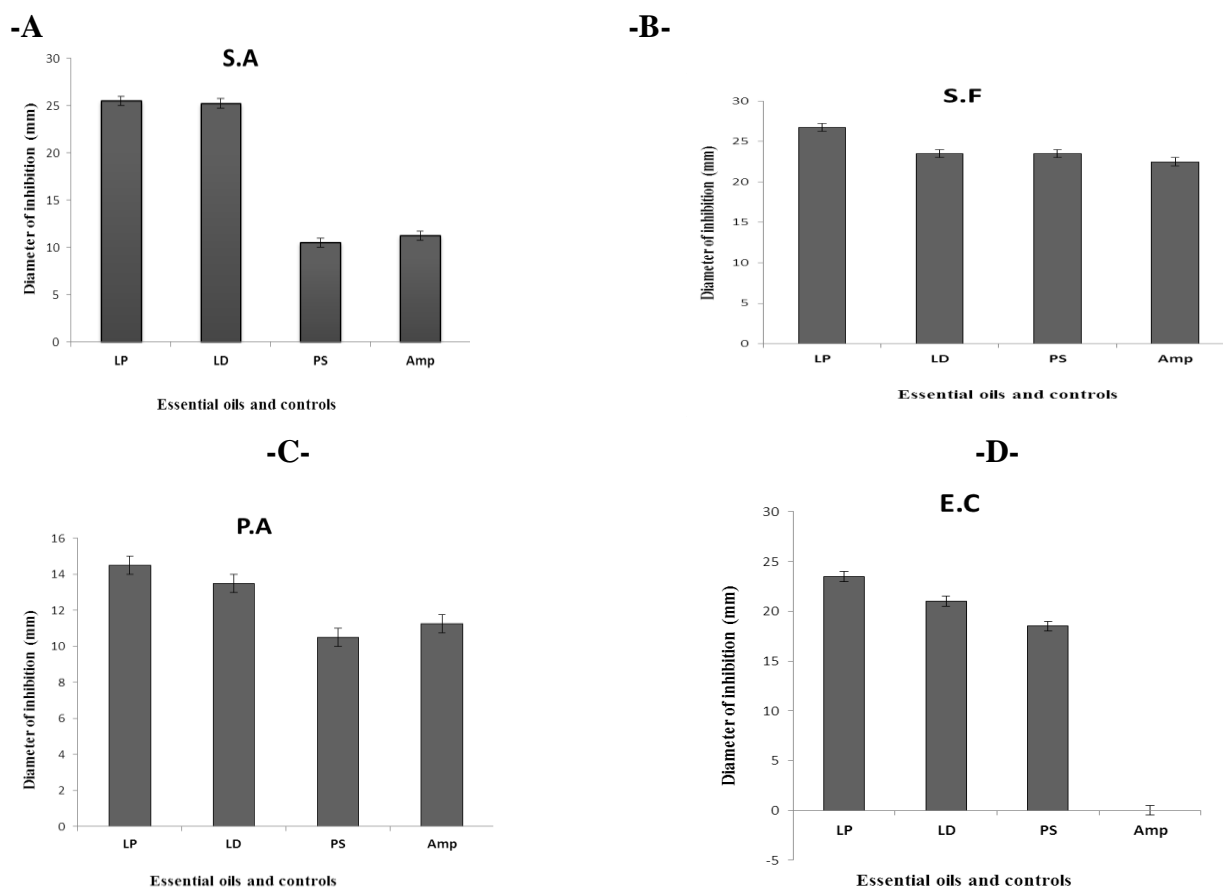 -A
S.A
Diameter of inhibition (mm)
30
25
20
15
10
5
0
LP LD PS Amp
Essential oils and controls
-B-
S.F
Diameter of inhibition (mm)
30
25
20
15
10
5
0
LP LD PS Amp
Essential oils and controls
-C-
P.A
Diameter of inhibition (mm)
16
14
12
10
8
6
4
2
0
LP LD PS Amp
Essential oils and controls
-D-
E.C
Diameter of inhibition (mm)
30
25
20
15
10
5
0
-5
LP LD PS Amp
Essential oils and controls